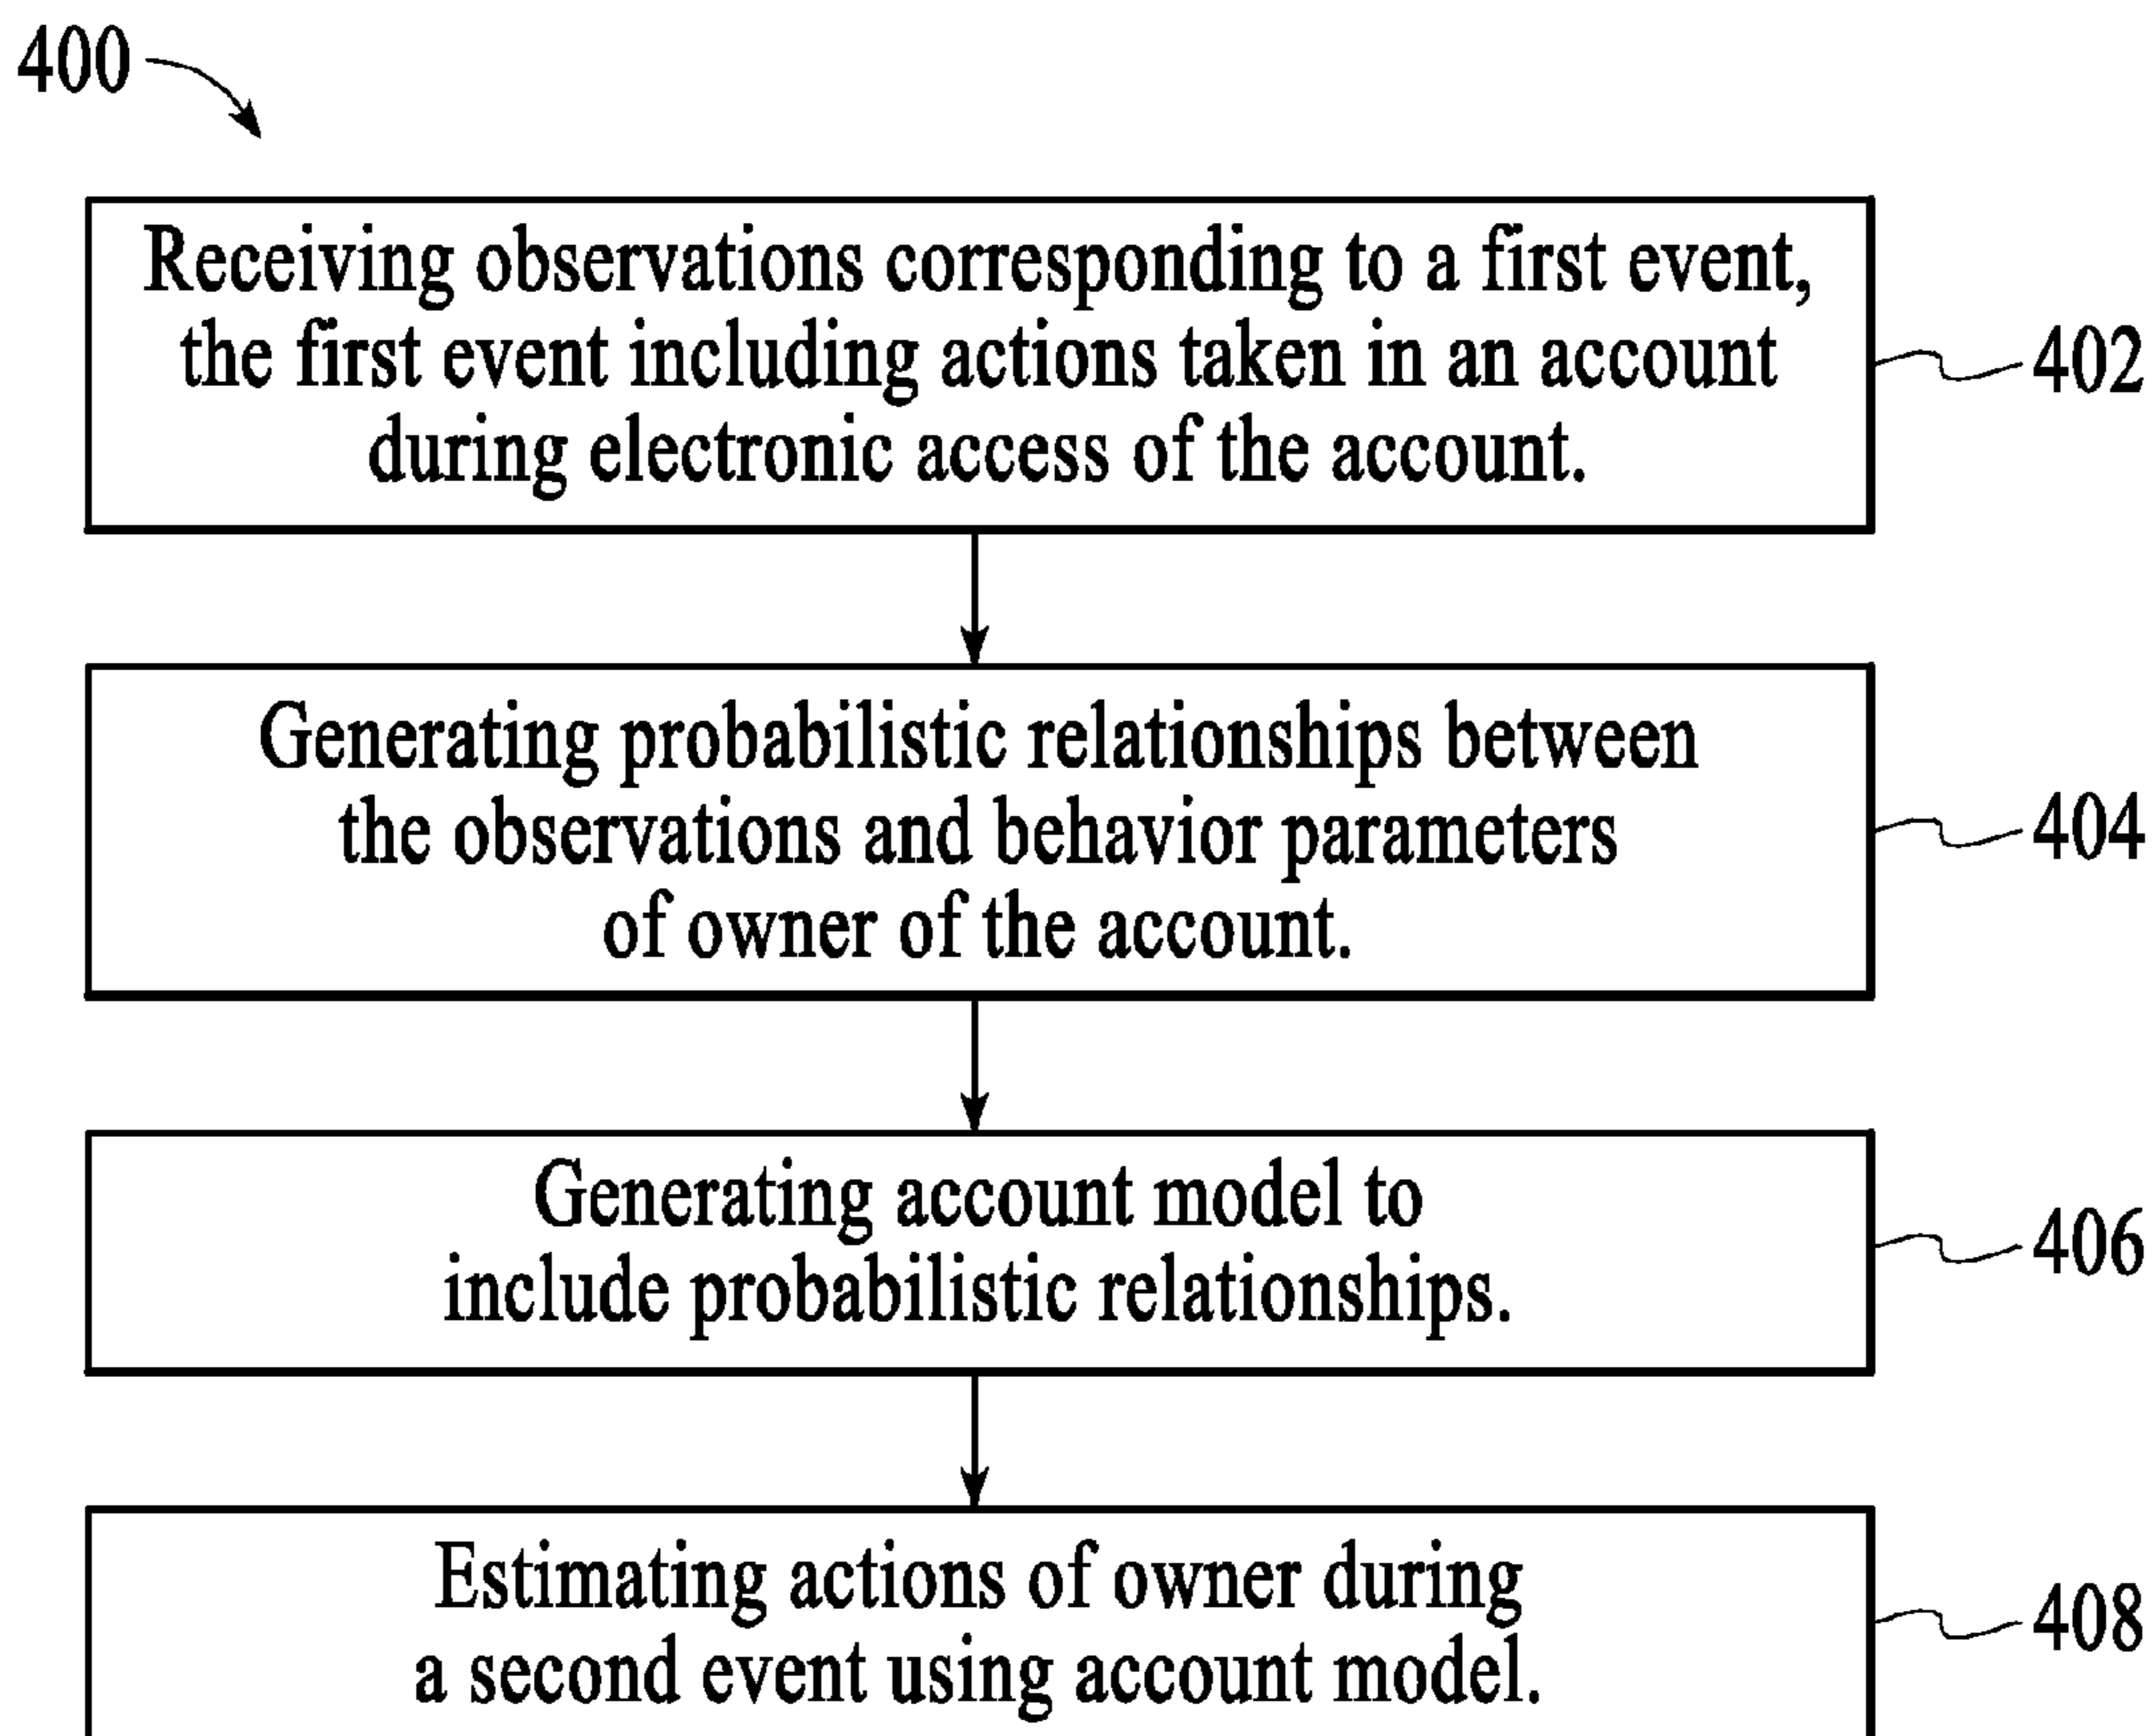 400
Receiving observations corresponding to a first event,
the first event including actions taken in an account
during electronic access of the account.
402
Generating probabilistic relationships between
the observations and behavior parameters
of owner of the account.
404
Generating account model to
include probabilistic relationships.
406
Estimating actions of owner during
a second event using account model.
408